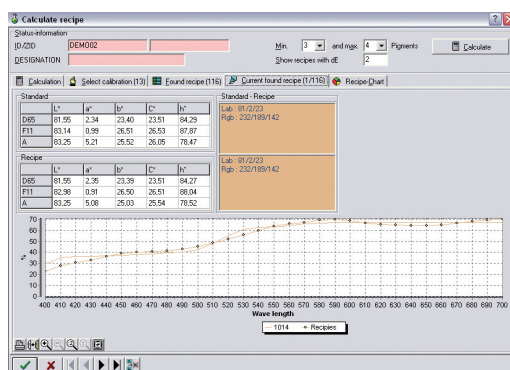 Calculate recipe
Status-information
ID/ZID DEM002 Min. 3 and max. 4 Pigments Calculate
DESIGNATION Show recipes with dE 2
Calculation Select calibration (13) Found recipe (116) Current found recipe (1/116) Recipe-Chart
Standard Standard - Recipe
L* a* b* C* h*
D65 81,55 2,34 23,40 23,51 84,29
F11 83,14 0,99 26,51 26,53 87,87
A 83,25 5,21 25,52 26,05 78,47
Lab : 81/2/23
Rgb : 232/189/142
Recipe
L* a* b* C* h*
D65 81,55 2,35 23,39 23,51 84,27
F11 82,98 0,91 26,50 26,51 88,04
A 83,25 5,08 25,03 25,54 78,52
Lab : 81/2/23
Rgb : 232/189/142
70
60
50
40
30
20
10
0
%
400 410 420 430 440 450 460 470 480 490 500 510 520 530 540 550 560 570 580 590 600 610 620 630 640 650 660 670 680 690 700
Wave length
1014 Recipies